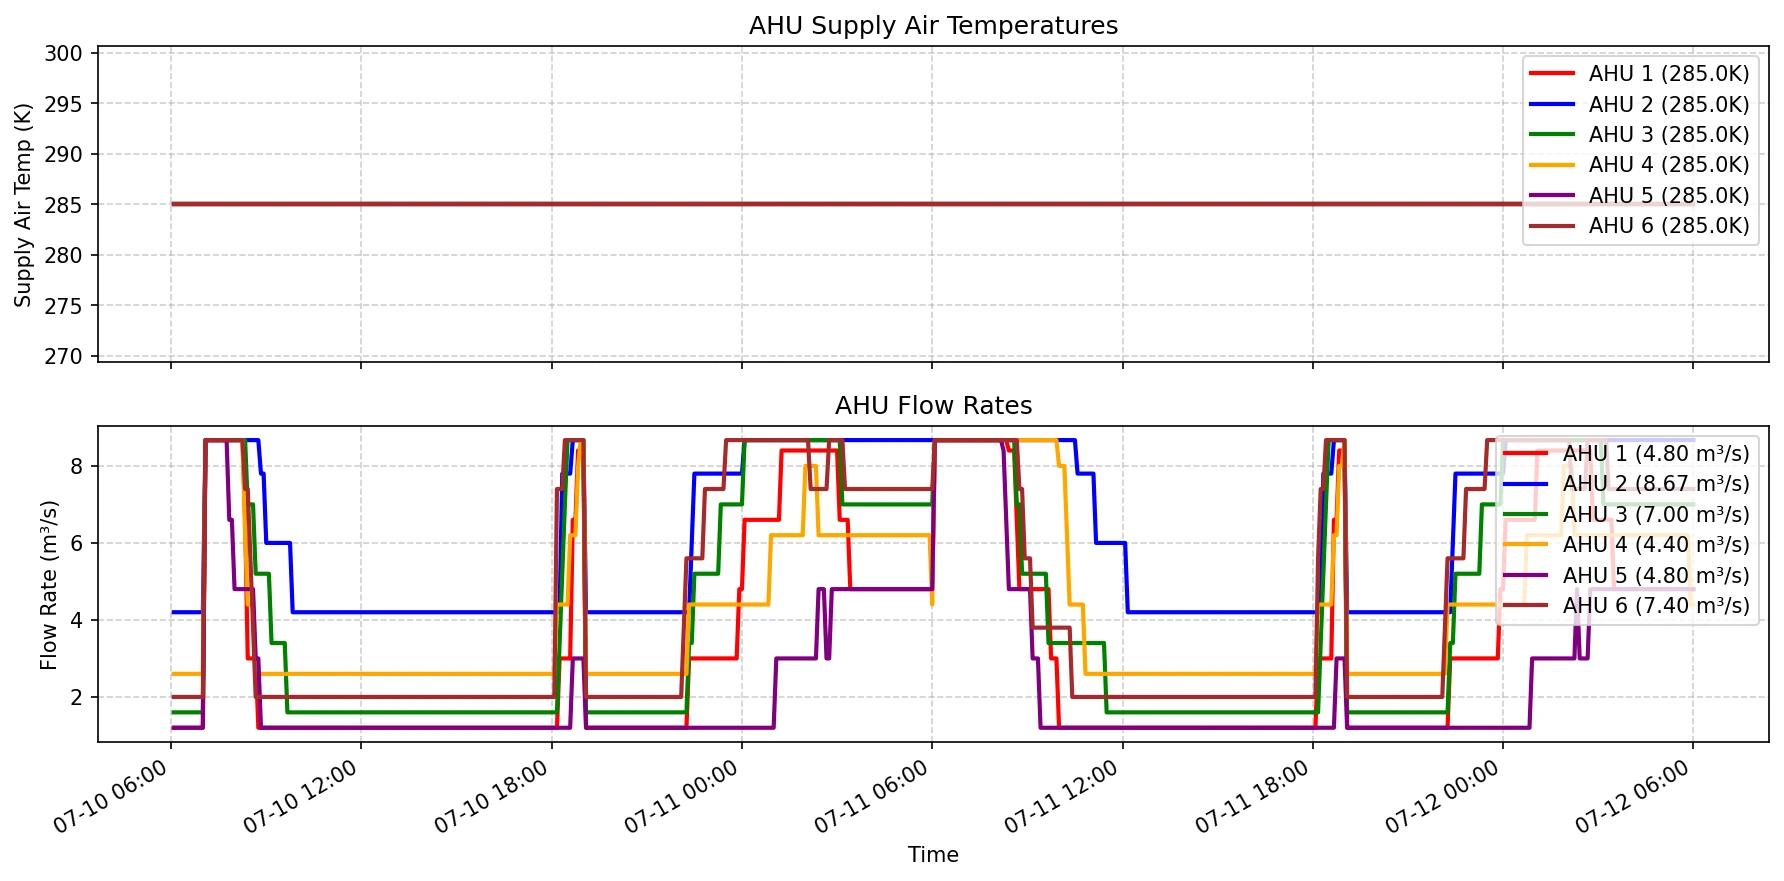 AHU Supply Air Temperatures
Supply Air Temp (K)
300
295
290
285
280
275
270
AHU 1 (285.0K)
AHU 2 (285.0K)
AHU 3 (285.0K)
AHU 4 (285.0K)
AHU 5 (285.0K)
AHU 6 (285.0K)
AHU Flow Rates
Flow Rate (m³/s)
8
6
4
2
AHU 1 (4.80 m³/s)
AHU 2 (8.67 m³/s)
AHU 3 (7.00 m³/s)
AHU 4 (4.40 m³/s)
AHU 5 (4.80 m³/s)
AHU 6 (7.40 m³/s)
07-10 06:00
07-10 12:00
07-10 18:00
07-11 00:00
07-11 06:00
07-11 12:00
07-11 18:00
07-12 00:00
07-12 06:00
Time